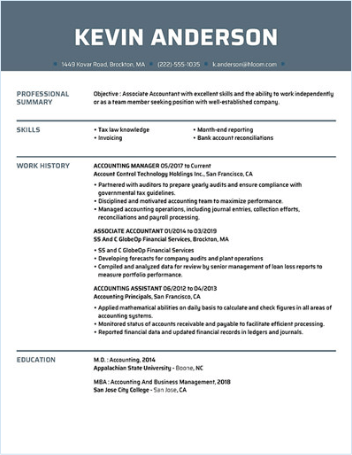 KEVIN ANDERSON
1449 Kovar Road, Brockton, MA (222)-555-1035 k.anderson@hloom.com
PROFESSIONAL
SUMMARY
Objective : Associate Accountant with excellent skills and the ability to work independently
or as a team member seeking position with well-established company.
SKILLS
• Tax law knowledge
• Invoicing
• Month-end reporting
• Bank account reconciliations
WORK HISTORY
ACCOUNTING MANAGER 05/2017 to Current
Account Control Technology Holdings Inc., San Francisco, CA
• Partnered with auditors to prepare yearly audits and ensure compliance with
governmental tax guidelines.
• Disciplined and motivated accounting team to maximize performance.
• Managed accounting operations, including journal entries, collection efforts,
reconciliations and payroll processing.
ASSOCIATE ACCOUNTANT 01/2014 to 03/2019
SS And C GlobeOp Financial Services, Brockton, MA
• SS and C GlobeOp Financial Services
• Developing forecasts for company audits and plant operations
• Compiled and analyzed data for review by senior management of loan loss reports to
measure portfolio performance.
ACCOUNTING ASSISTANT 06/2012 to 04/2013
Accounting Principals, San Francisco, CA
• Applied mathematical abilities on daily basis to calculate and check figures in all areas of
accounting systems.
• Monitored status of accounts receivable and payable to facilitate efficient processing.
• Reported financial data and updated financial records in ledgers and journals.
EDUCATION
M.D. : Accounting, 2014
Appalachian State University - Boone, NC
MBA : Accounting And Business Management, 2018
San Jose City College - San Jose, CA